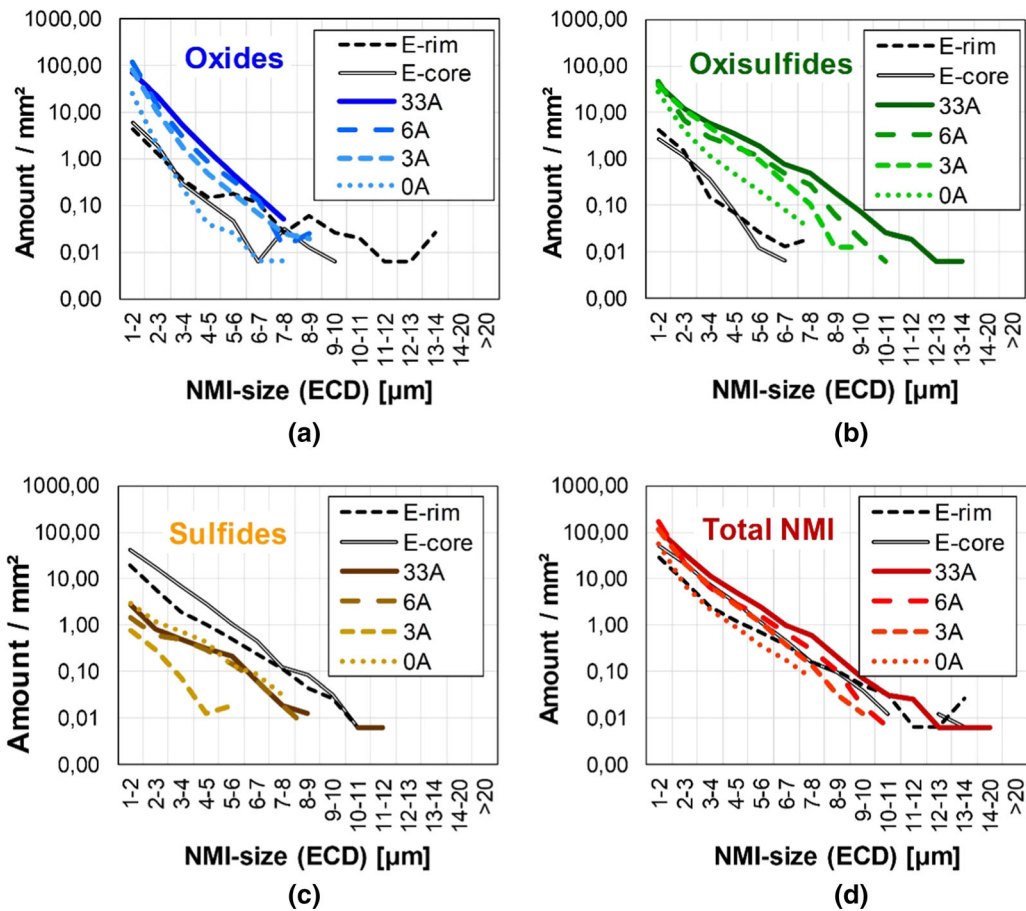 1000,00
100,00
10,00
1,00
0,10
0,01
0,00
Amount / mm²
Oxides
E-rim
E-core
33A
6A
3A
0A
1-2
2-3
3-4
4-5
5-6
6-7
7-8
8-9
9-10
10-11
11-12
12-13
13-14
14-20
>20
NMI-size (ECD) [µm]
(a)
1000,00
100,00
10,00
1,00
0,10
0,01
0,00
Amount / mm²
Oxisulfides
E-rim
E-core
33A
6A
3A
0A
1-2
2-3
3-4
4-5
5-6
6-7
7-8
8-9
9-10
10-11
11-12
12-13
13-14
14-20
>20
NMI-size (ECD) [µm]
(b)
1000,00
100,00
10,00
1,00
0,10
0,01
0,00
Amount / mm²
Sulfides
E-rim
E-core
33A
6A
3A
0A
1-2
2-3
3-4
4-5
5-6
6-7
7-8
8-9
9-10
10-11
11-12
12-13
13-14
14-20
>20
NMI-size (ECD) [µm]
(c)
1000,00
100,00
10,00
1,00
0,10
0,01
0,00
Amount / mm²
Total NMI
E-rim
E-core
33A
6A
3A
0A
1-2
2-3
3-4
4-5
5-6
6-7
7-8
8-9
9-10
10-11
11-12
12-13
13-14
14-20
>20
NMI-size (ECD) [µm]
(d)